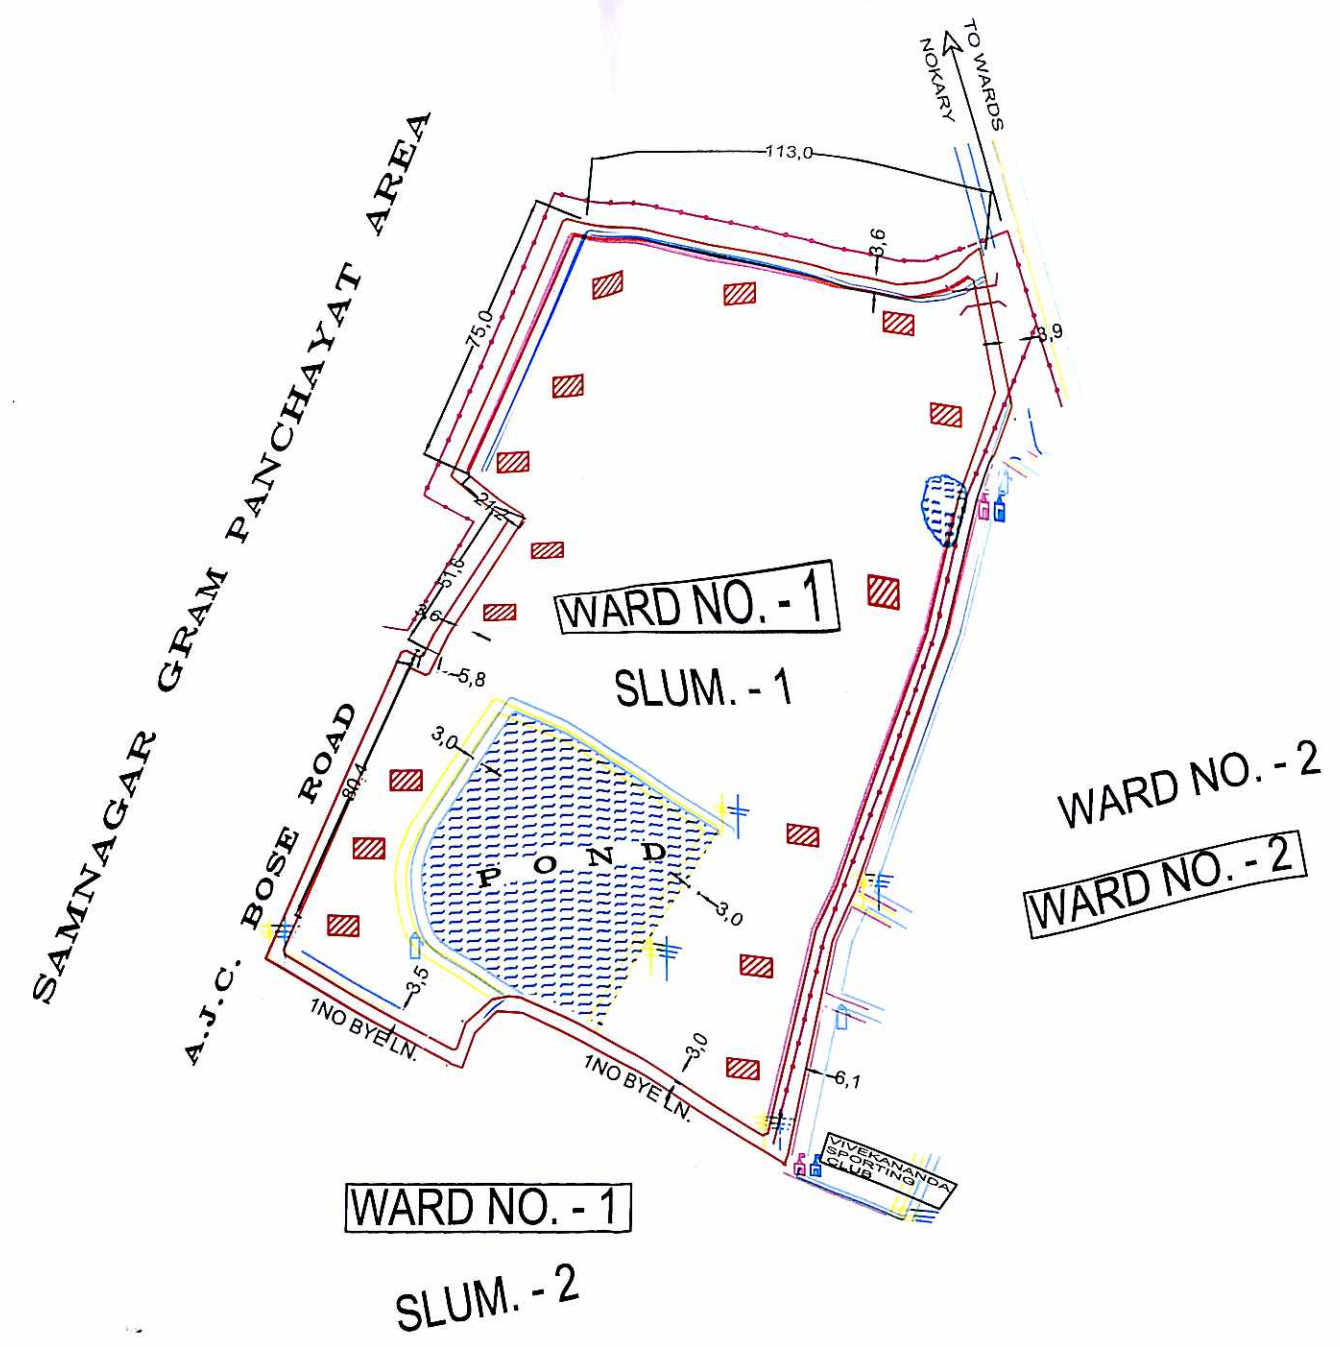 TO WARDS
NOKARY
113,0
3,6
75,0
3,9
SAMNAGAR GRAM PANCHAYAT AREA
21,2
51,6
3,6
5,8
WARD NO. - 1
SLUM. - 1
A.J.C. BOSE ROAD
3,0
80,4
POND
3,0
WARD NO. - 2
WARD NO. - 2
3,5
1NO BYE LN.
3,0
1NO BYE LN.
6,1
VIVEKANANDA
SPORTING
CLUB
WARD NO. - 1
SLUM. - 2